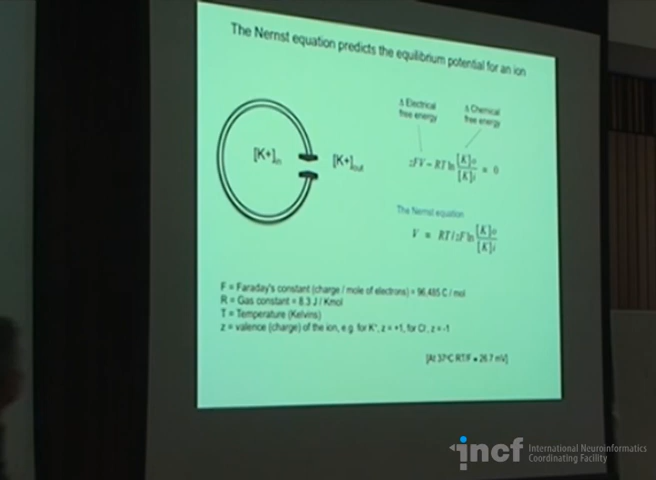 The Nernst equation predicts the equilibrium potential for an ion
Δ Electrical
free energy
Δ Chemical
free energy
[K+]in
[K+]out
zFV - RT ln [K]o / [K]i = 0
The Nernst equation
V = RT/zF ln [K]o / [K]i
F = Faraday's constant (charge / mole of electrons) = 96,485 C / mol
R = Gas constant = 8.3 J / Kmol
T = Temperature (Kelvins)
z = valence (charge) of the ion, e.g. for K+, z = +1, for Cl-, z = -1
[At 37°C RT/F = 26.7 mV]
incf
International Neuroinformatics
Coordinating Facility